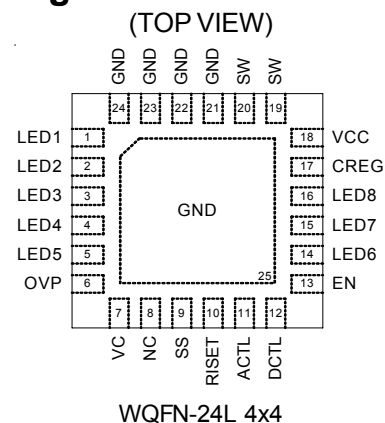 (TOP VIEW)
GND GND GND GND SW SW
24 23 22 21 20 19
LED1 1 18 VCC
LED2 2 17 CREG
LED3 3 16 LED8
GND
LED4 4 15 LED7
LED5 5 14 LED6
25
OVP 6 13 EN
7 8 9 10 11 12
VC NC SS RISET ACTL DCTL
WQFN-24L 4x4